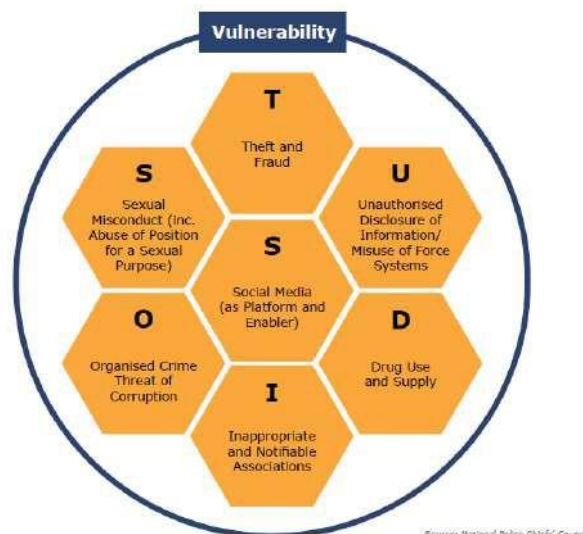 Vulnerability
T
Theft and
Fraud
S
Sexual
Misconduct (inc.
Abuse of Position
for a Sexual
Purpose)
U
Unauthorised
Disclosure of
Information/
Misuse of Force
Systems
S
Social Media
(as Platform and
Enabler)
O
Organised Crime
Threat of
Corruption
D
Drug Use
and Supply
I
Inappropriate
and Notifiable
Associations